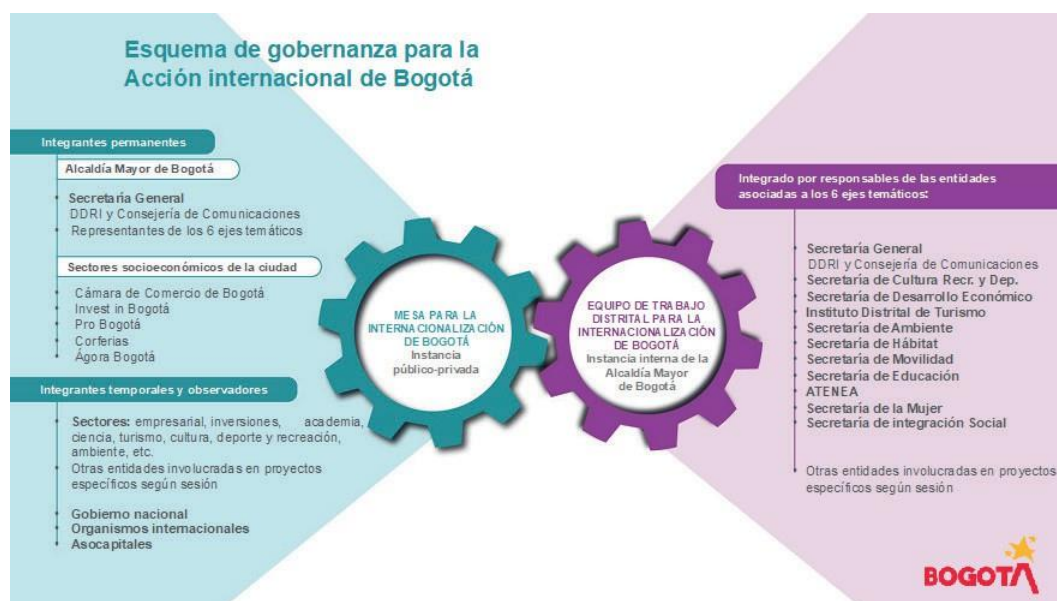 Esquema de gobernanza para la
Acción internacional de Bogotá
Integrantes permanentes
Alcaldía Mayor de Bogotá
Secretaría General
DDRI y Consejería de Comunicaciones
Representantes de los 6 ejes temáticos
Sectores socioeconómicos de la ciudad
Cámara de Comercio de Bogotá
Invest in Bogotá
Pro Bogotá
Corferias
Ágora Bogotá
Integrantes temporales y observadores
Sectores: empresarial, inversiones, academia,
ciencia, turismo, cultura, deporte y recreación,
ambiente, etc.
Otras entidades involucradas en proyectos
específicos según sesión
Gobierno nacional
Organismos internacionales
Asocapitales
MESA PARA LA
INTERNACIONALIZACIÓN
DE BOGOTÁ
Instancia
público-privada
EQUIPO DE TRABAJO
DISTRITAL PARA LA
INTERNACIONALIZACIÓN
DE BOGOTÁ
Instancia interna de la
Alcaldía Mayor
de Bogotá
Integrado por responsables de las entidades
asociadas a los 6 ejes temáticos:
Secretaría General
DDRI y Consejería de Comunicaciones
Secretaría de Cultura Recr. y Dep.
Secretaría de Desarrollo Económico
Instituto Distrital de Turismo
Secretaría de Ambiente
Secretaría de Hábitat
Secretaría de Movilidad
Secretaría de Educación
ATENEA
Secretaría de la Mujer
Secretaría de integración Social
Otras entidades involucradas en proyectos
específicos según sesión
BOGOTÁ